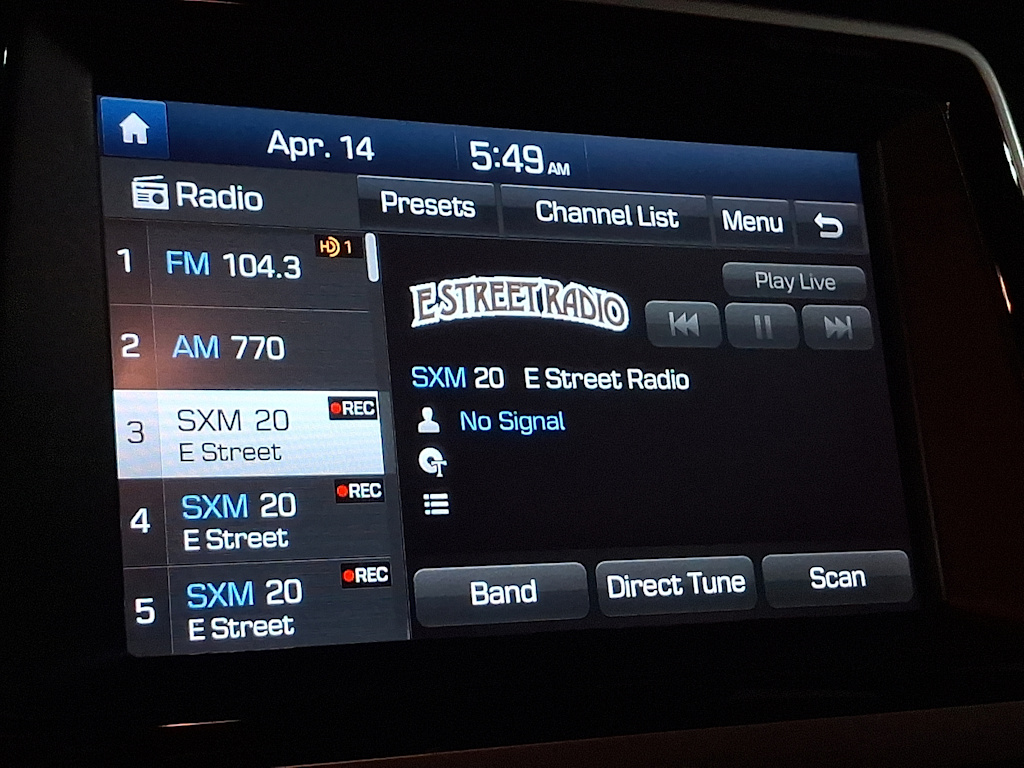 Apr. 14
5:49 AM
Radio
Presets
Channel List
Menu
1
FM 104.3
HD 1
2
AM 770
3
SXM 20
REC
E Street
4
SXM 20
REC
E Street
5
SXM 20
REC
E Street
Play Live
E STREET RADIO
SXM 20 E Street Radio
No Signal
T
Band
Direct Tune
Scan